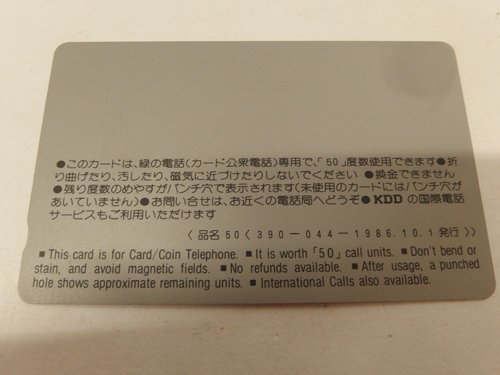 ●このカードは、緑の電話(カード公衆電話)専用で、「50」度数使用できます●折
り曲げたり、汚したり、磁気に近づけたりしないでください ●換金できません
●残り度数のめやすがパンチ穴で表示されます(未使用のカードにはパンチ穴が
あいていません)●お問い合せは、お近くの電話局へどうぞ● KDD の国際電話
サービスもご利用いただけます
〈 品名 50〈 390-044-1986.10.1 発行 〉〉
■ This card is for Card/Coin Telephone. ■ It is worth「50」call units. ■ Don't bend or
stain, and avoid magnetic fields. ■ No refunds available. ■ After usage, a punched
hole shows approximate remaining units. ■ International Calls also available.